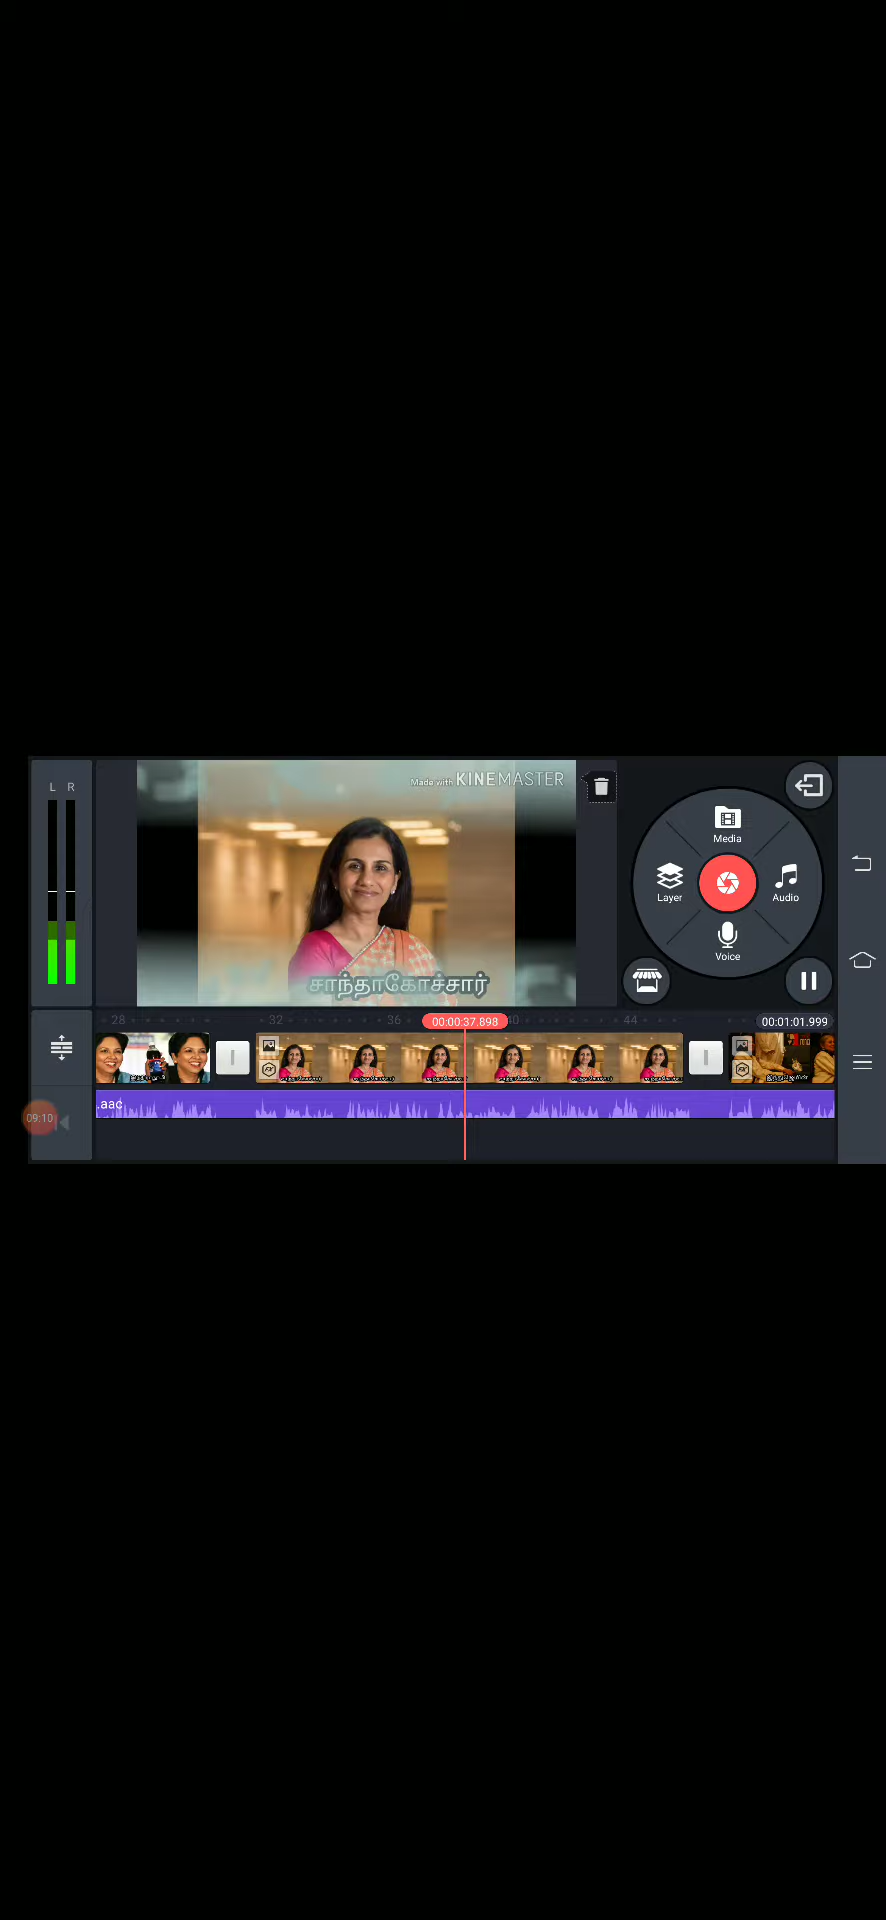 L R
Made with KINEMASTER
Media
Layer
Audio
Voice
சாந்தாகோச்சார்
28
32
36
00:00:37.898
40
44
00:01:01.999
.aac
09:10